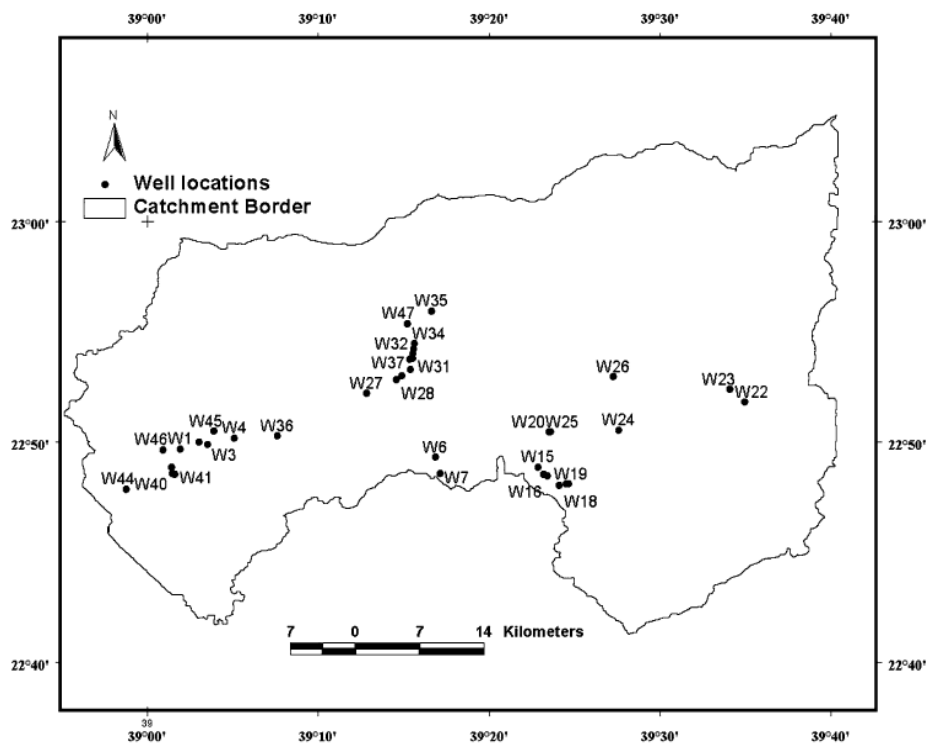 39°00' 39°10' 39°20' 39°30' 39°40'
N
Well locations
Catchment Border
23°00' 23°00'
W35
W47
W34
W32
W37 W31
W26
W27 W28
W23
W22
W45
W4 W36
W20 W25 W24
22°50' W46 W1 22°50'
W3
W6
W15
W44 W40 W41
W7
W19
W16
W18
7 0 7 14 Kilometers
22°40' 22°40'
39
39°00' 39°10' 39°20' 39°30' 39°40'